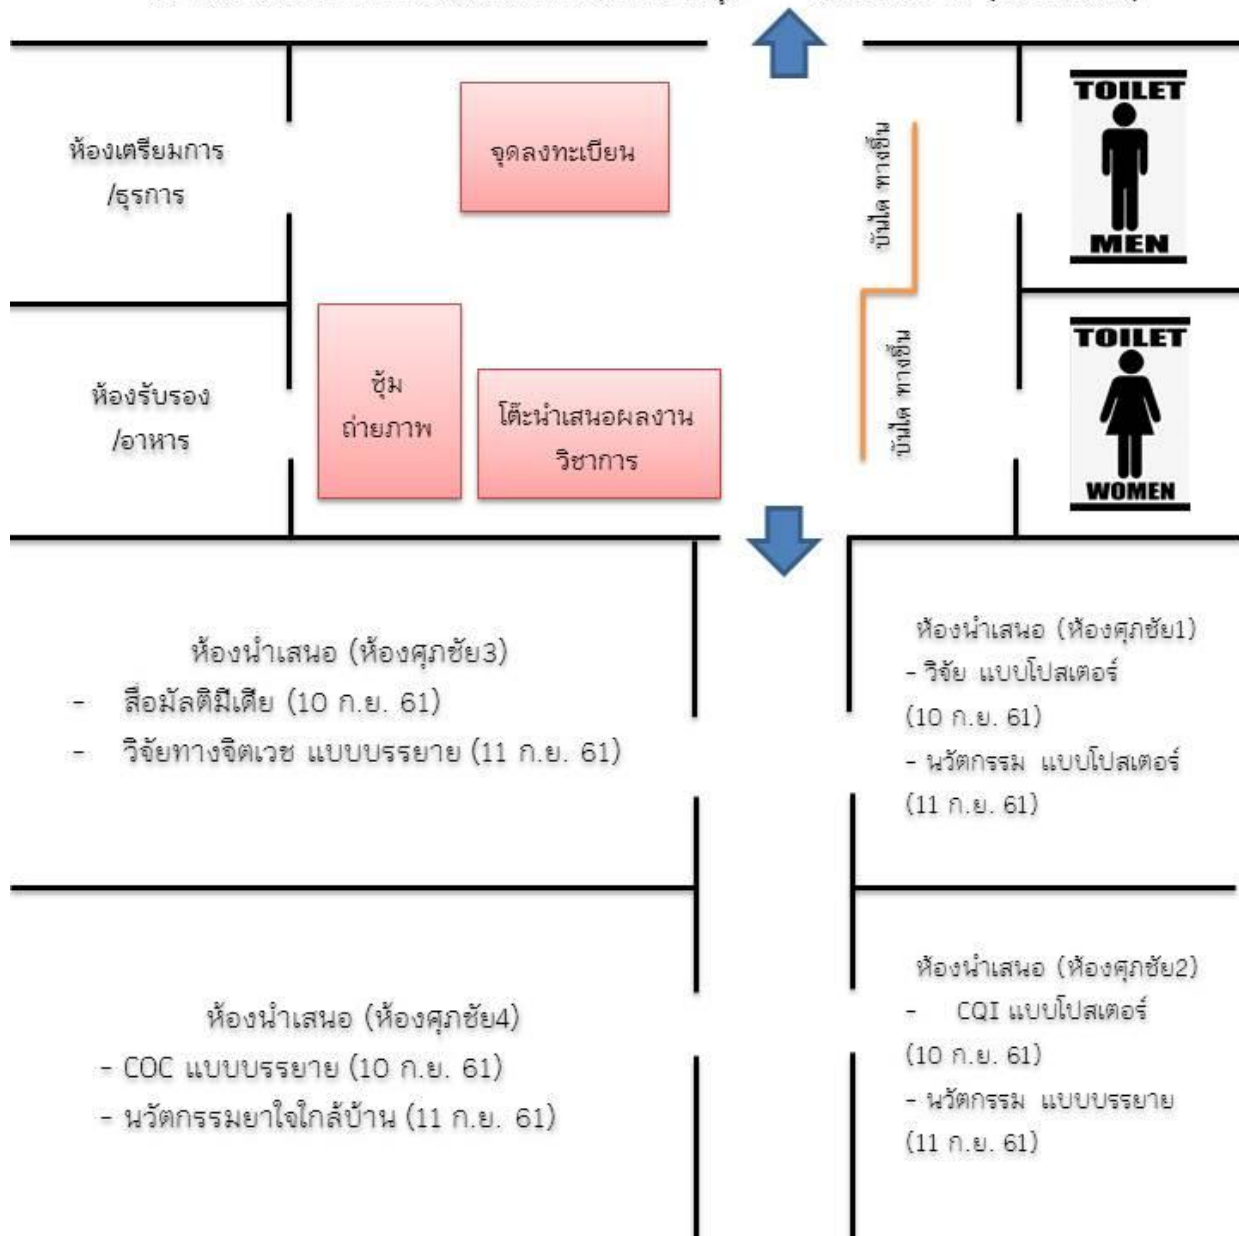 ห้องเตรียมการ
/ธุรการ
จุดลงทะเบียน
บันได ทางขึ้น
TOILET
MEN
ห้องรับรอง
/อาหาร
ซุ้ม
ถ่ายภาพ
โต๊ะนำเสนอผลงาน
วิชาการ
บันได ทางขึ้น
TOILET
WOMEN
ห้องนำเสนอ (ห้องศุภชัย3)
- สื่อมัลติมีเดีย (10 ก.ย. 61)
- วิจัยทางจิตเวช แบบบรรยาย (11 ก.ย. 61)
ห้องนำเสนอ (ห้องศุภชัย1)
- วิจัย แบบโปสเตอร์
(10 ก.ย. 61)
- นวัตกรรม แบบโปสเตอร์
(11 ก.ย. 61)
ห้องนำเสนอ (ห้องศุภชัย4)
- COC แบบบรรยาย (10 ก.ย. 61)
- นวัตกรรมยาใจใกล้บ้าน (11 ก.ย. 61)
ห้องนำเสนอ (ห้องศุภชัย2)
- CQI แบบโปสเตอร์
(10 ก.ย. 61)
- นวัตกรรม แบบบรรยาย
(11 ก.ย. 61)